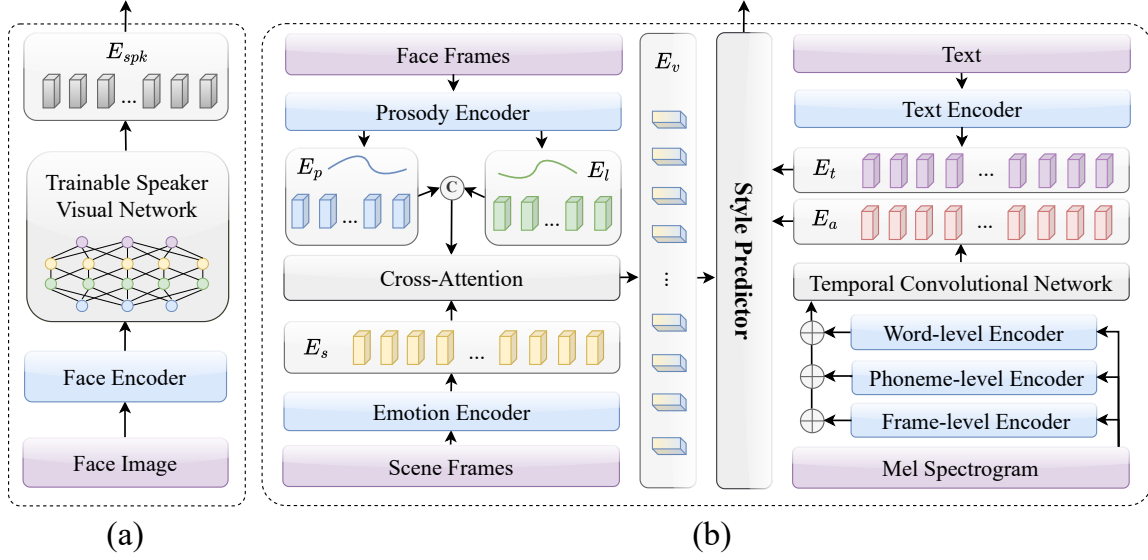 E_spk
...
Trainable Speaker
Visual Network
Face Encoder
Face Image
(a)
Face Frames
Prosody Encoder
E_p
...
C
E_l
...
Cross-Attention
E_s
...
Emotion Encoder
Scene Frames
E_v
...
Style Predictor
Text
Text Encoder
E_t
...
E_a
...
Temporal Convolutional Network
Word-level Encoder
Phoneme-level Encoder
Frame-level Encoder
Mel Spectrogram
(b)